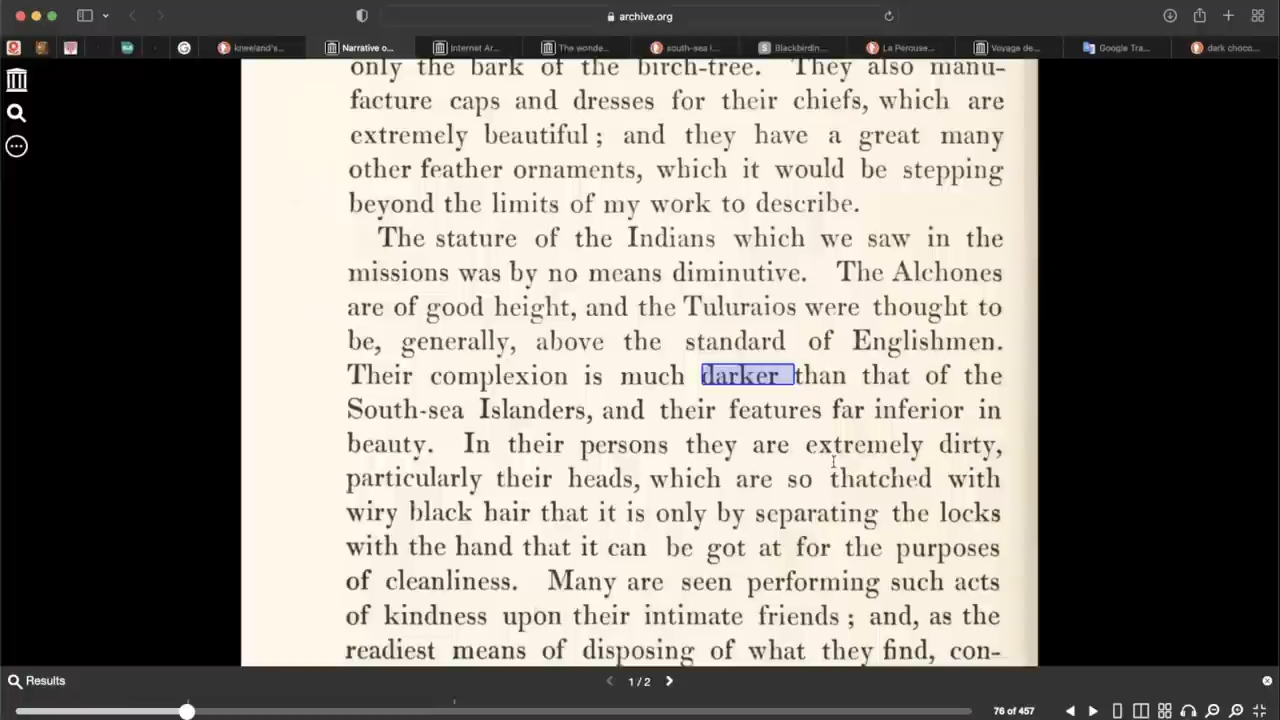 archive.org
kneeland's...
Narrative o...
Internet Ar...
The wonde...
south-sea i...
Blackbirdin...
La Perouse...
Voyage de...
Google Tra...
dark choco...
only the bark of the birch-tree. They also manu-
facture caps and dresses for their chiefs, which are
extremely beautiful ; and they have a great many
other feather ornaments, which it would be stepping
beyond the limits of my work to describe.
The stature of the Indians which we saw in the
missions was by no means diminutive. The Alchones
are of good height, and the Tuluraios were thought to
be, generally, above the standard of Englishmen.
Their complexion is much darker than that of the
South-sea Islanders, and their features far inferior in
beauty. In their persons they are extremely dirty,
particularly their heads, which are so thatched with
wiry black hair that it is only by separating the locks
with the hand that it can be got at for the purposes
of cleanliness. Many are seen performing such acts
of kindness upon their intimate friends ; and, as the
readiest means of disposing of what they find, con-
Results
1 / 2
76 of 457